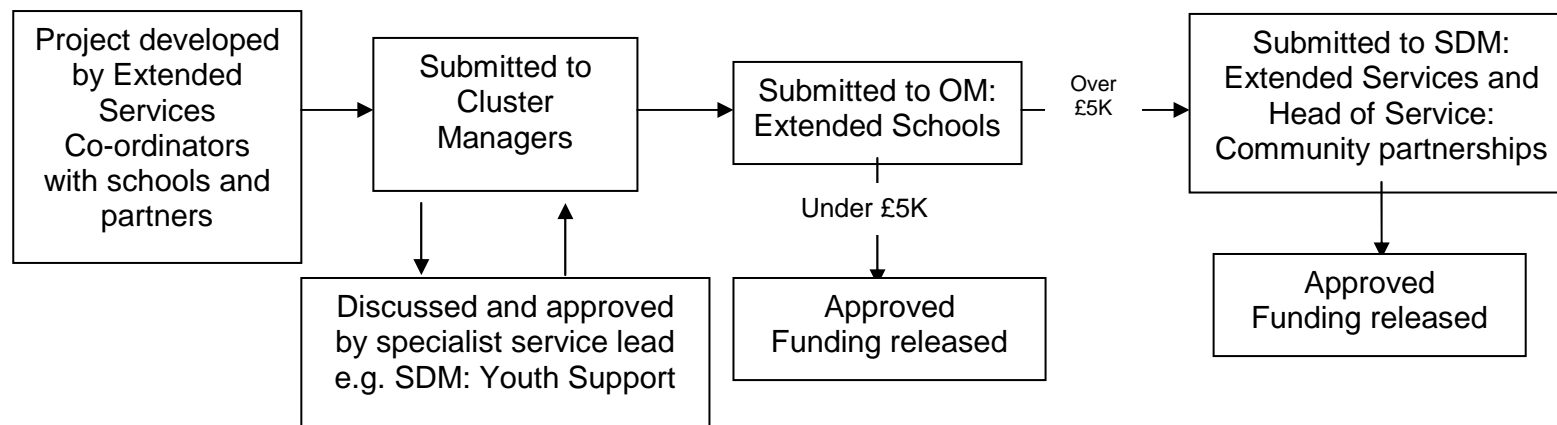 Project developed
by Extended
Services
Co-ordinators
with schools and
partners
Submitted to
Cluster
Managers
Discussed and approved
by specialist service lead
e.g. SDM: Youth Support
Submitted to OM:
Extended Schools
Under £5K
Approved
Funding released
Over
£5K
Submitted to SDM:
Extended Services and
Head of Service:
Community partnerships
Approved
Funding released